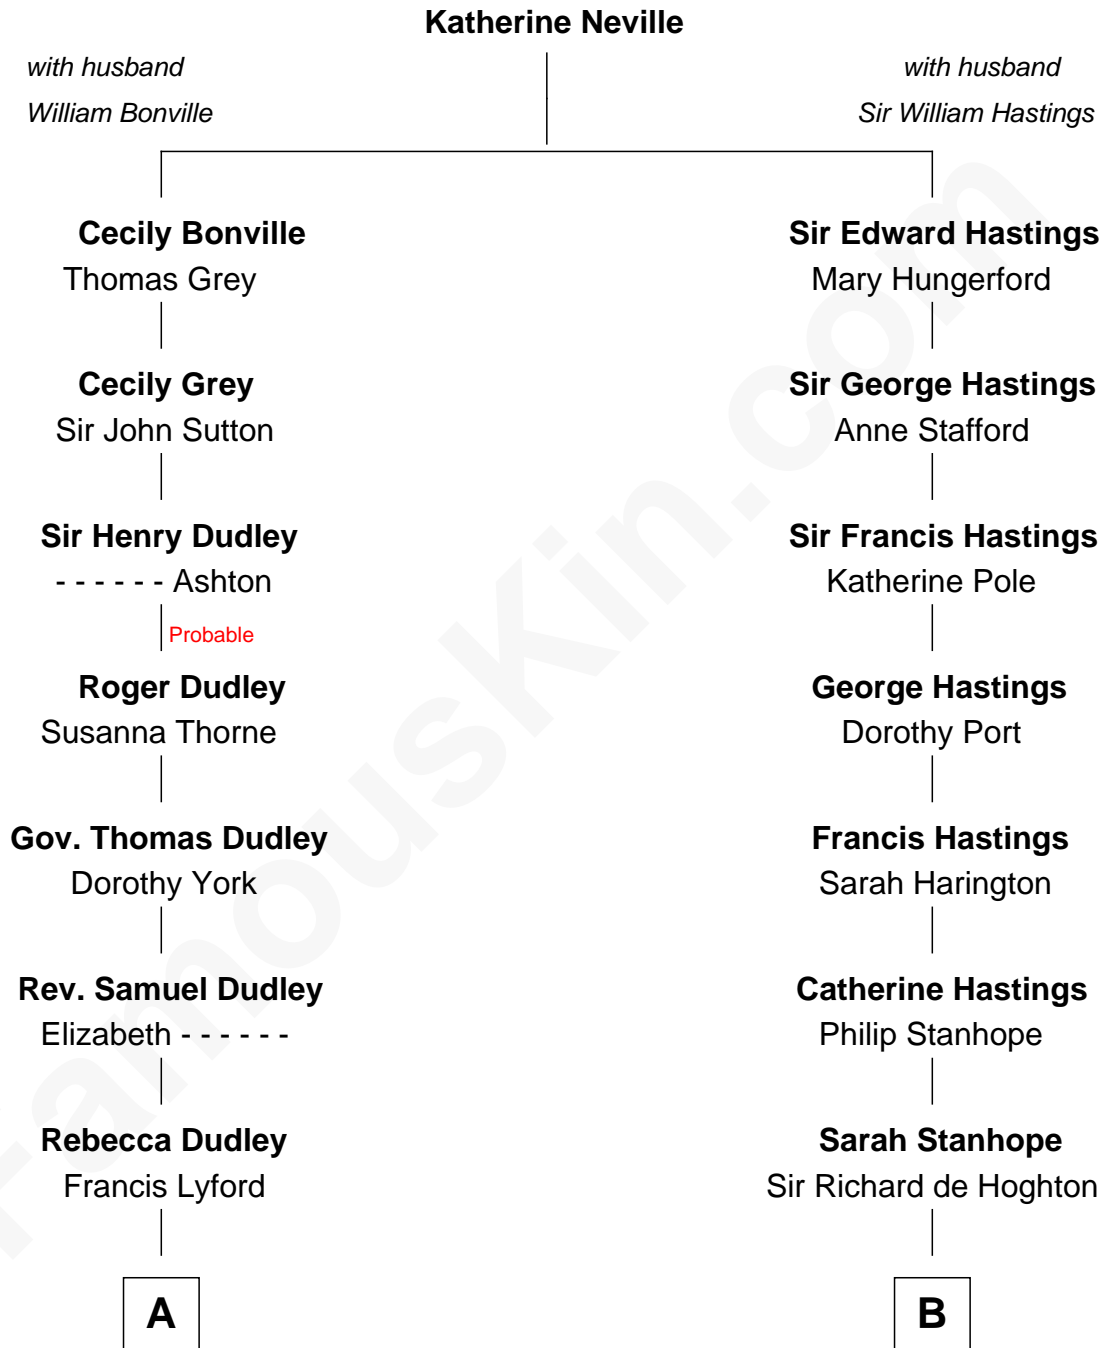 Katherine Neville
with husband
William Bonville
with husband
Sir William Hastings
Cecily Bonville
Thomas Grey
Sir Edward Hastings
Mary Hungerford
Cecily Grey
Sir John Sutton
Sir George Hastings
Anne Stafford
Sir Henry Dudley
- - - - - - Ashton
Sir Francis Hastings
Katherine Pole
Probable
Roger Dudley
Susanna Thorne
George Hastings
Dorothy Port
Gov. Thomas Dudley
Dorothy York
Francis Hastings
Sarah Harington
Rev. Samuel Dudley
Elizabeth - - - - - -
Catherine Hastings
Philip Stanhope
Rebecca Dudley
Francis Lyford
Sarah Stanhope
Sir Richard de Hoghton
A
B
FamousKin.com